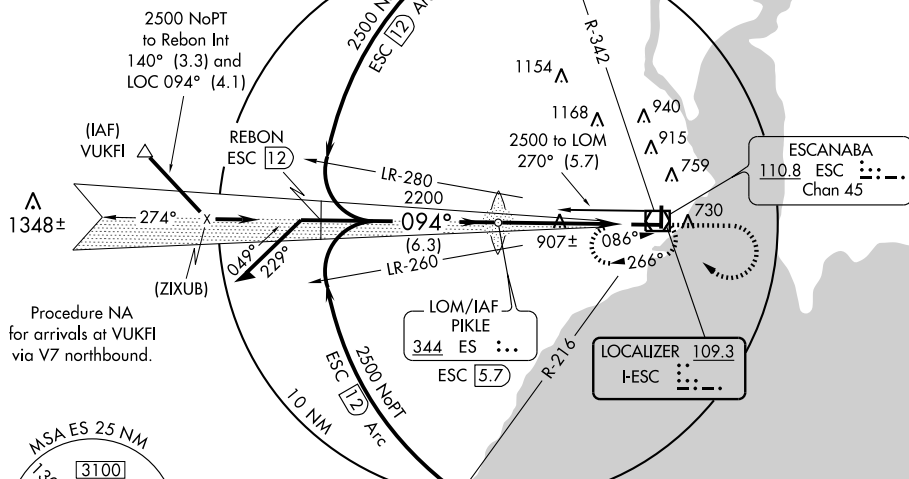 2500 NoPT
to Rebon Int
140° (3.3) and
LOC 094° (4.1)
2500 No
ESC 12 Arc
R-342
1154
1168
940
915
759
2500 to LOM
270° (5.7)
(IAF)
VUKFI
REBON
ESC 12
LR-280
2200
ESCANABA
110.8 ESC
Chan 45
1348±
274°
X
094°
(6.3)
907±
086°
730
266°
049°
229°
LR-260
(ZIXUB)
Procedure NA
for arrivals at VUKFI
via V7 northbound.
LOM/IAF
PIKLE
344 ES
ESC 5.7
R-216
LOCALIZER 109.3
I-ESC
2500 NoPT
ESC 12 Arc
10 NM
MSA ES 25 NM
3100